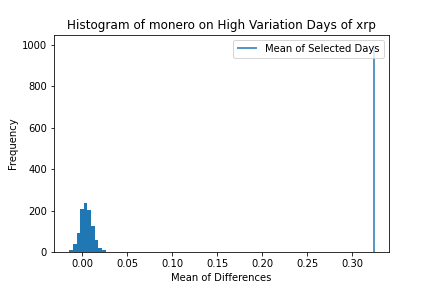 Histogram of monero on High Variation Days of xrp
Mean of Selected Days
1000
800
600
400
200
0
Frequency
0.00 0.05 0.10 0.15 0.20 0.25 0.30
Mean of Differences